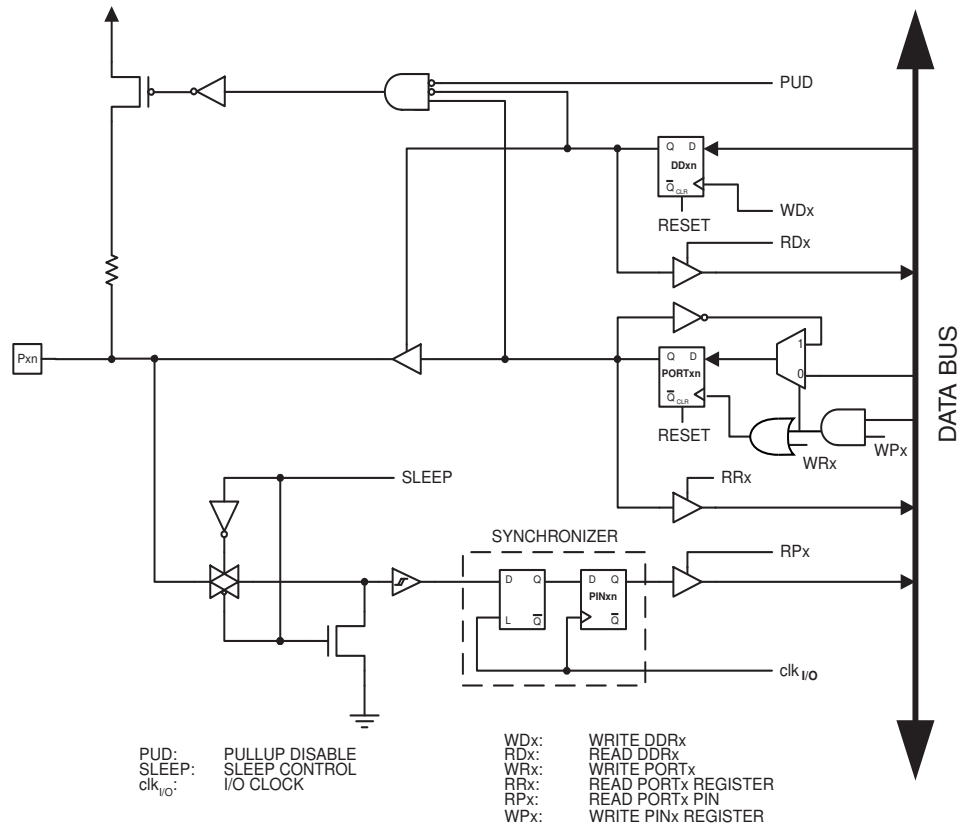 PUD
Q D
DDxn
Q CLR
WDx
RESET
RDx
Pxn
1
Q D
PORTxn
0
Q CLR
RESET
WRx
WPx
DATA BUS
SLEEP
RRx
SYNCHRONIZER
RPx
D Q
L Q
D Q
PINxn
Q
clk I/O
PUD: PULLUP DISABLE
SLEEP: SLEEP CONTROL
clkI/O: I/O CLOCK
WDx: WRITE DDRx
RDx: READ DDRx
WRx: WRITE PORTx
RRx: READ PORTx REGISTER
RPx: READ PORTx PIN
WPx: WRITE PINx REGISTER